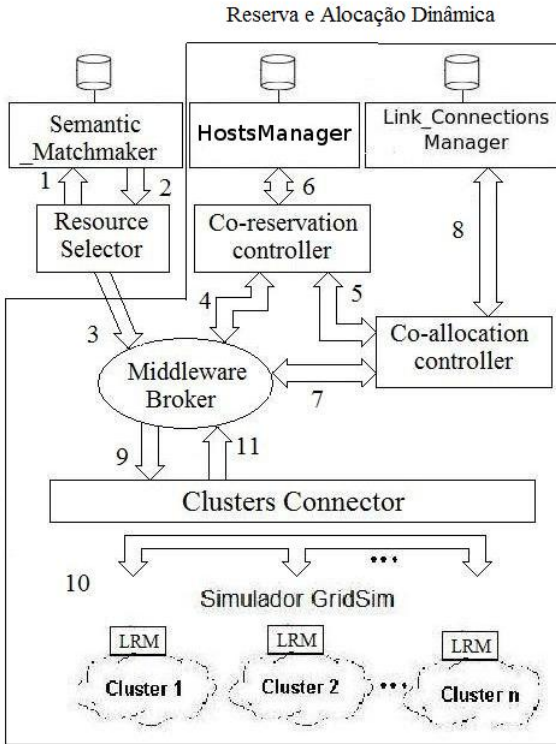 Reserva e Alocação Dinâmica
Semantic
_Matchmaker
HostsManager
Link_Connections
Manager
1
2
6
8
Resource
Selector
Co-reservation
controller
3
4
5
Co-allocation
controller
Middleware
Broker
7
9
11
Clusters Connector
...
10
Simulador GridSim
LRM
LRM
LRM
Cluster 1
Cluster 2
...
Cluster n